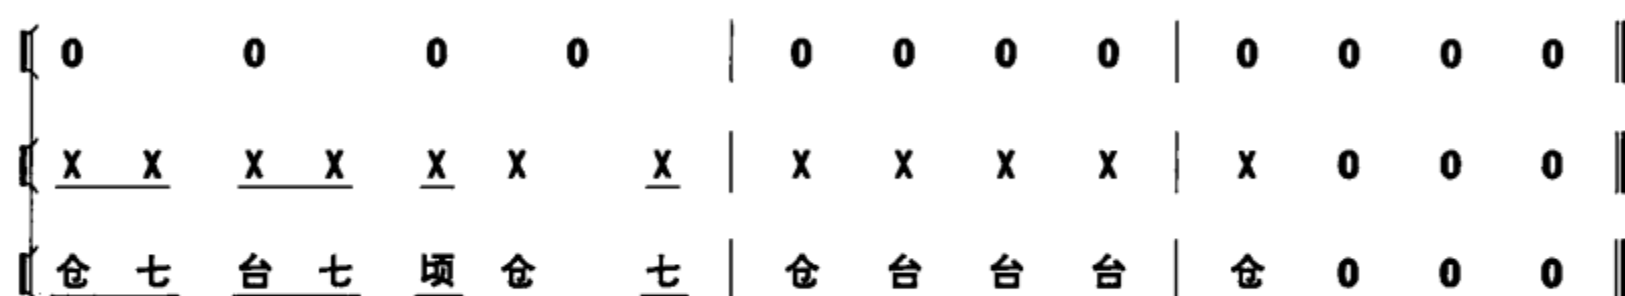 0 0 0 0 | 0 0 0 0 | 0 0 0 0
X X X X X X X | X X X X | X 0 0 0
仓 七 台 七 顷 仓 七 | 仓 台 台 台 | 仓 0 0 0